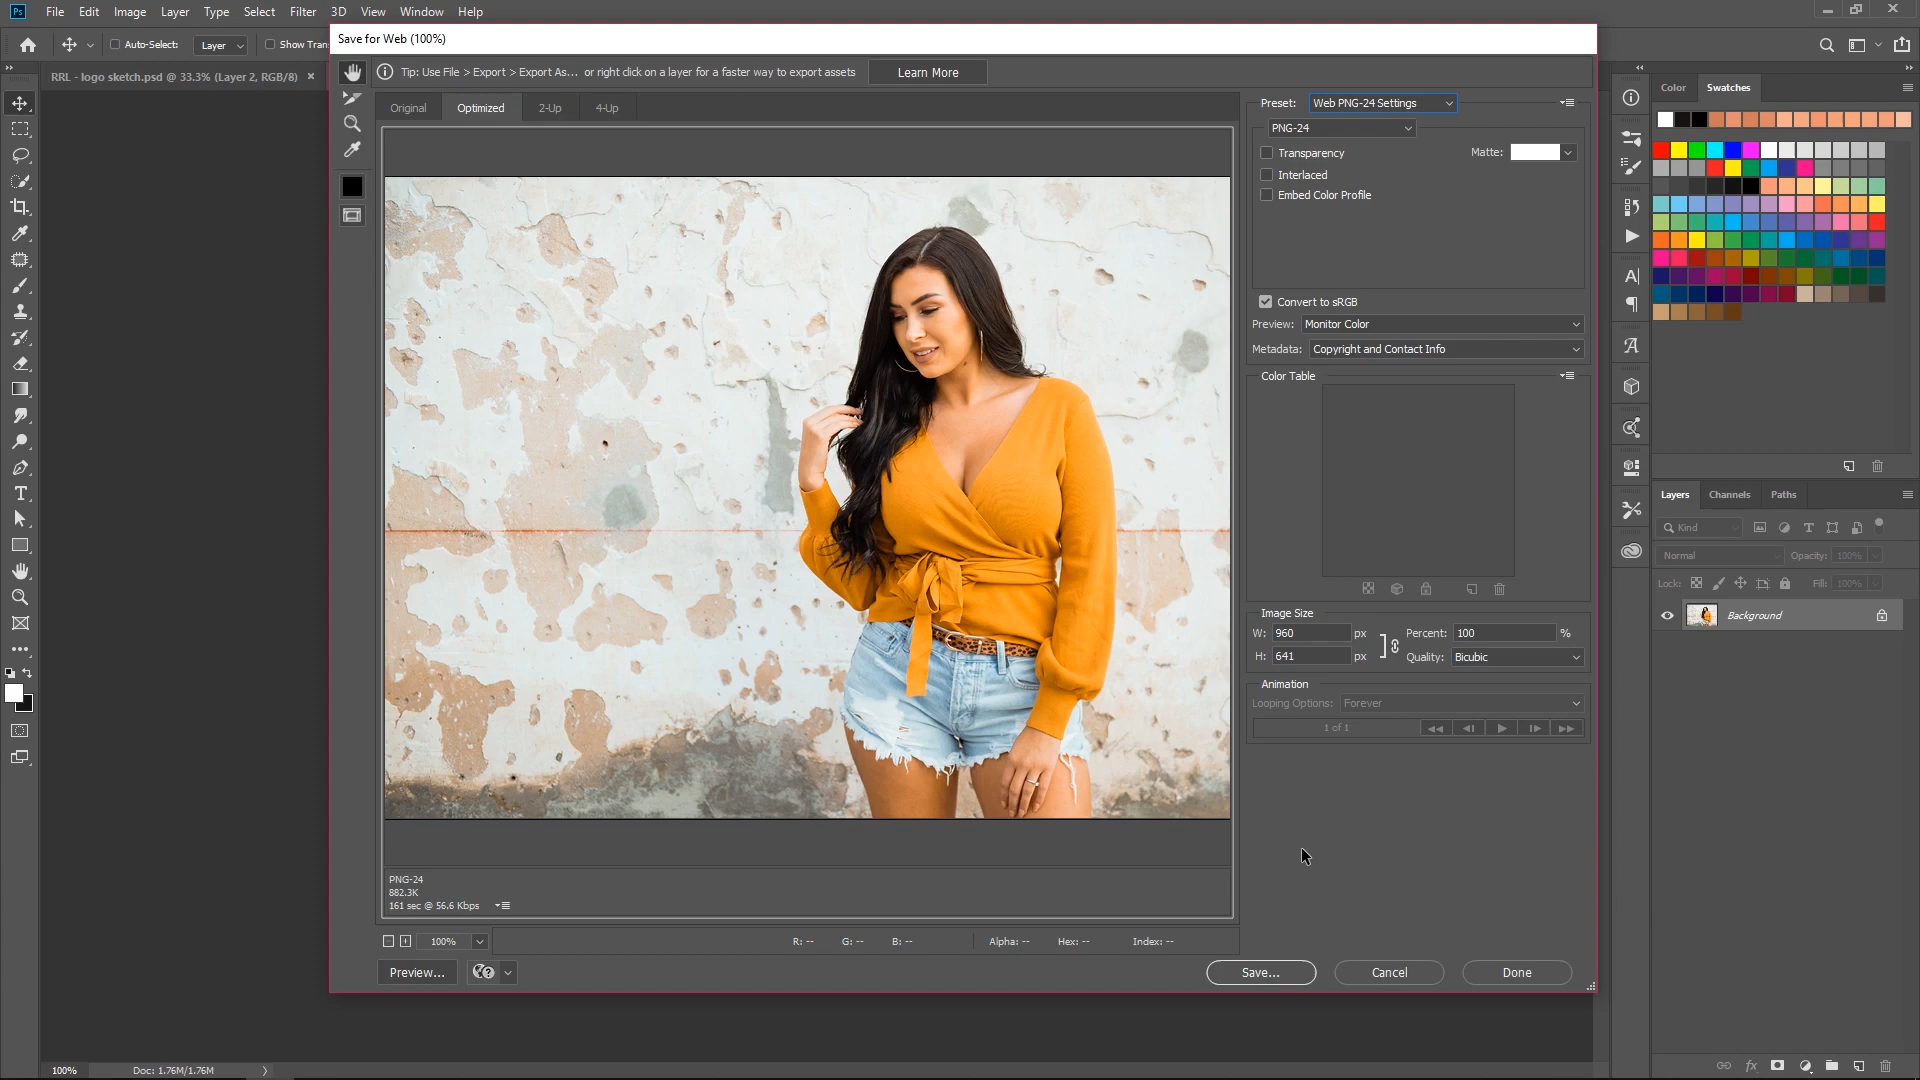 Ps File Edit Image Layer Type Select Filter 3D View Window Help
Auto-Select: Layer Show Tran
Save for Web (100%)
RRL - logo sketch.psd @ 33.3% (Layer 2, RGB/8) ×
Tip: Use File > Export > Export As... or right click on a layer for a faster way to export assets Learn More
Original Optimized 2-Up 4-Up
Preset: Web PNG-24 Settings
PNG-24
Transparency Matte:
Interlaced
Embed Color Profile
Convert to sRGB
Preview: Monitor Color
Metadata: Copyright and Contact Info
Color Table
Image Size
W: 960 px Percent: 100 %
H: 641 px Quality: Bicubic
Animation
Looping Options: Forever
1 of 1
PNG-24
882.3K
161 sec @ 56.6 Kbps
100% R: -- G: -- B: -- Alpha: -- Hex: -- Index: --
Preview... Save... Cancel Done
Color Swatches
Layers Channels Paths
Kind
Normal Opacity: 100%
Lock: Fill: 100%
Background
fx
100% Doc: 1.76M/1.76M